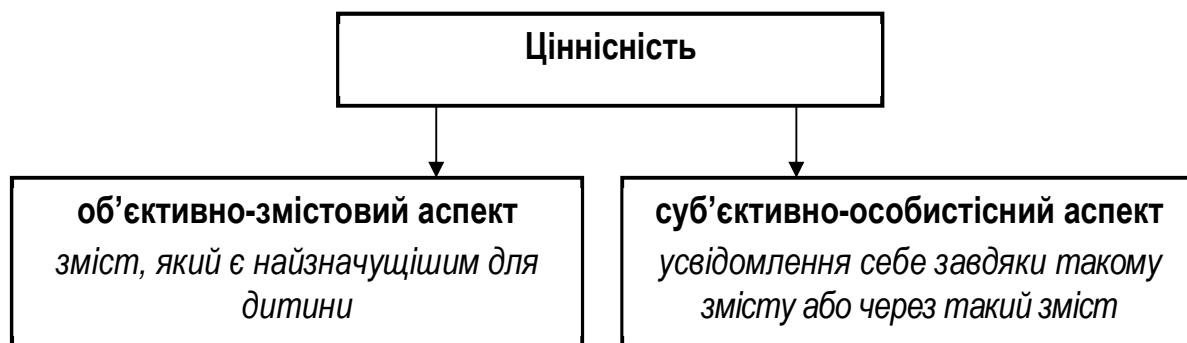 Ціннісність
об’єктивно-змістовий аспект
зміст, який є найзначущішим для
дитини
суб’єктивно-особистісний аспект
усвідомлення себе завдяки такому
змісту або через такий зміст